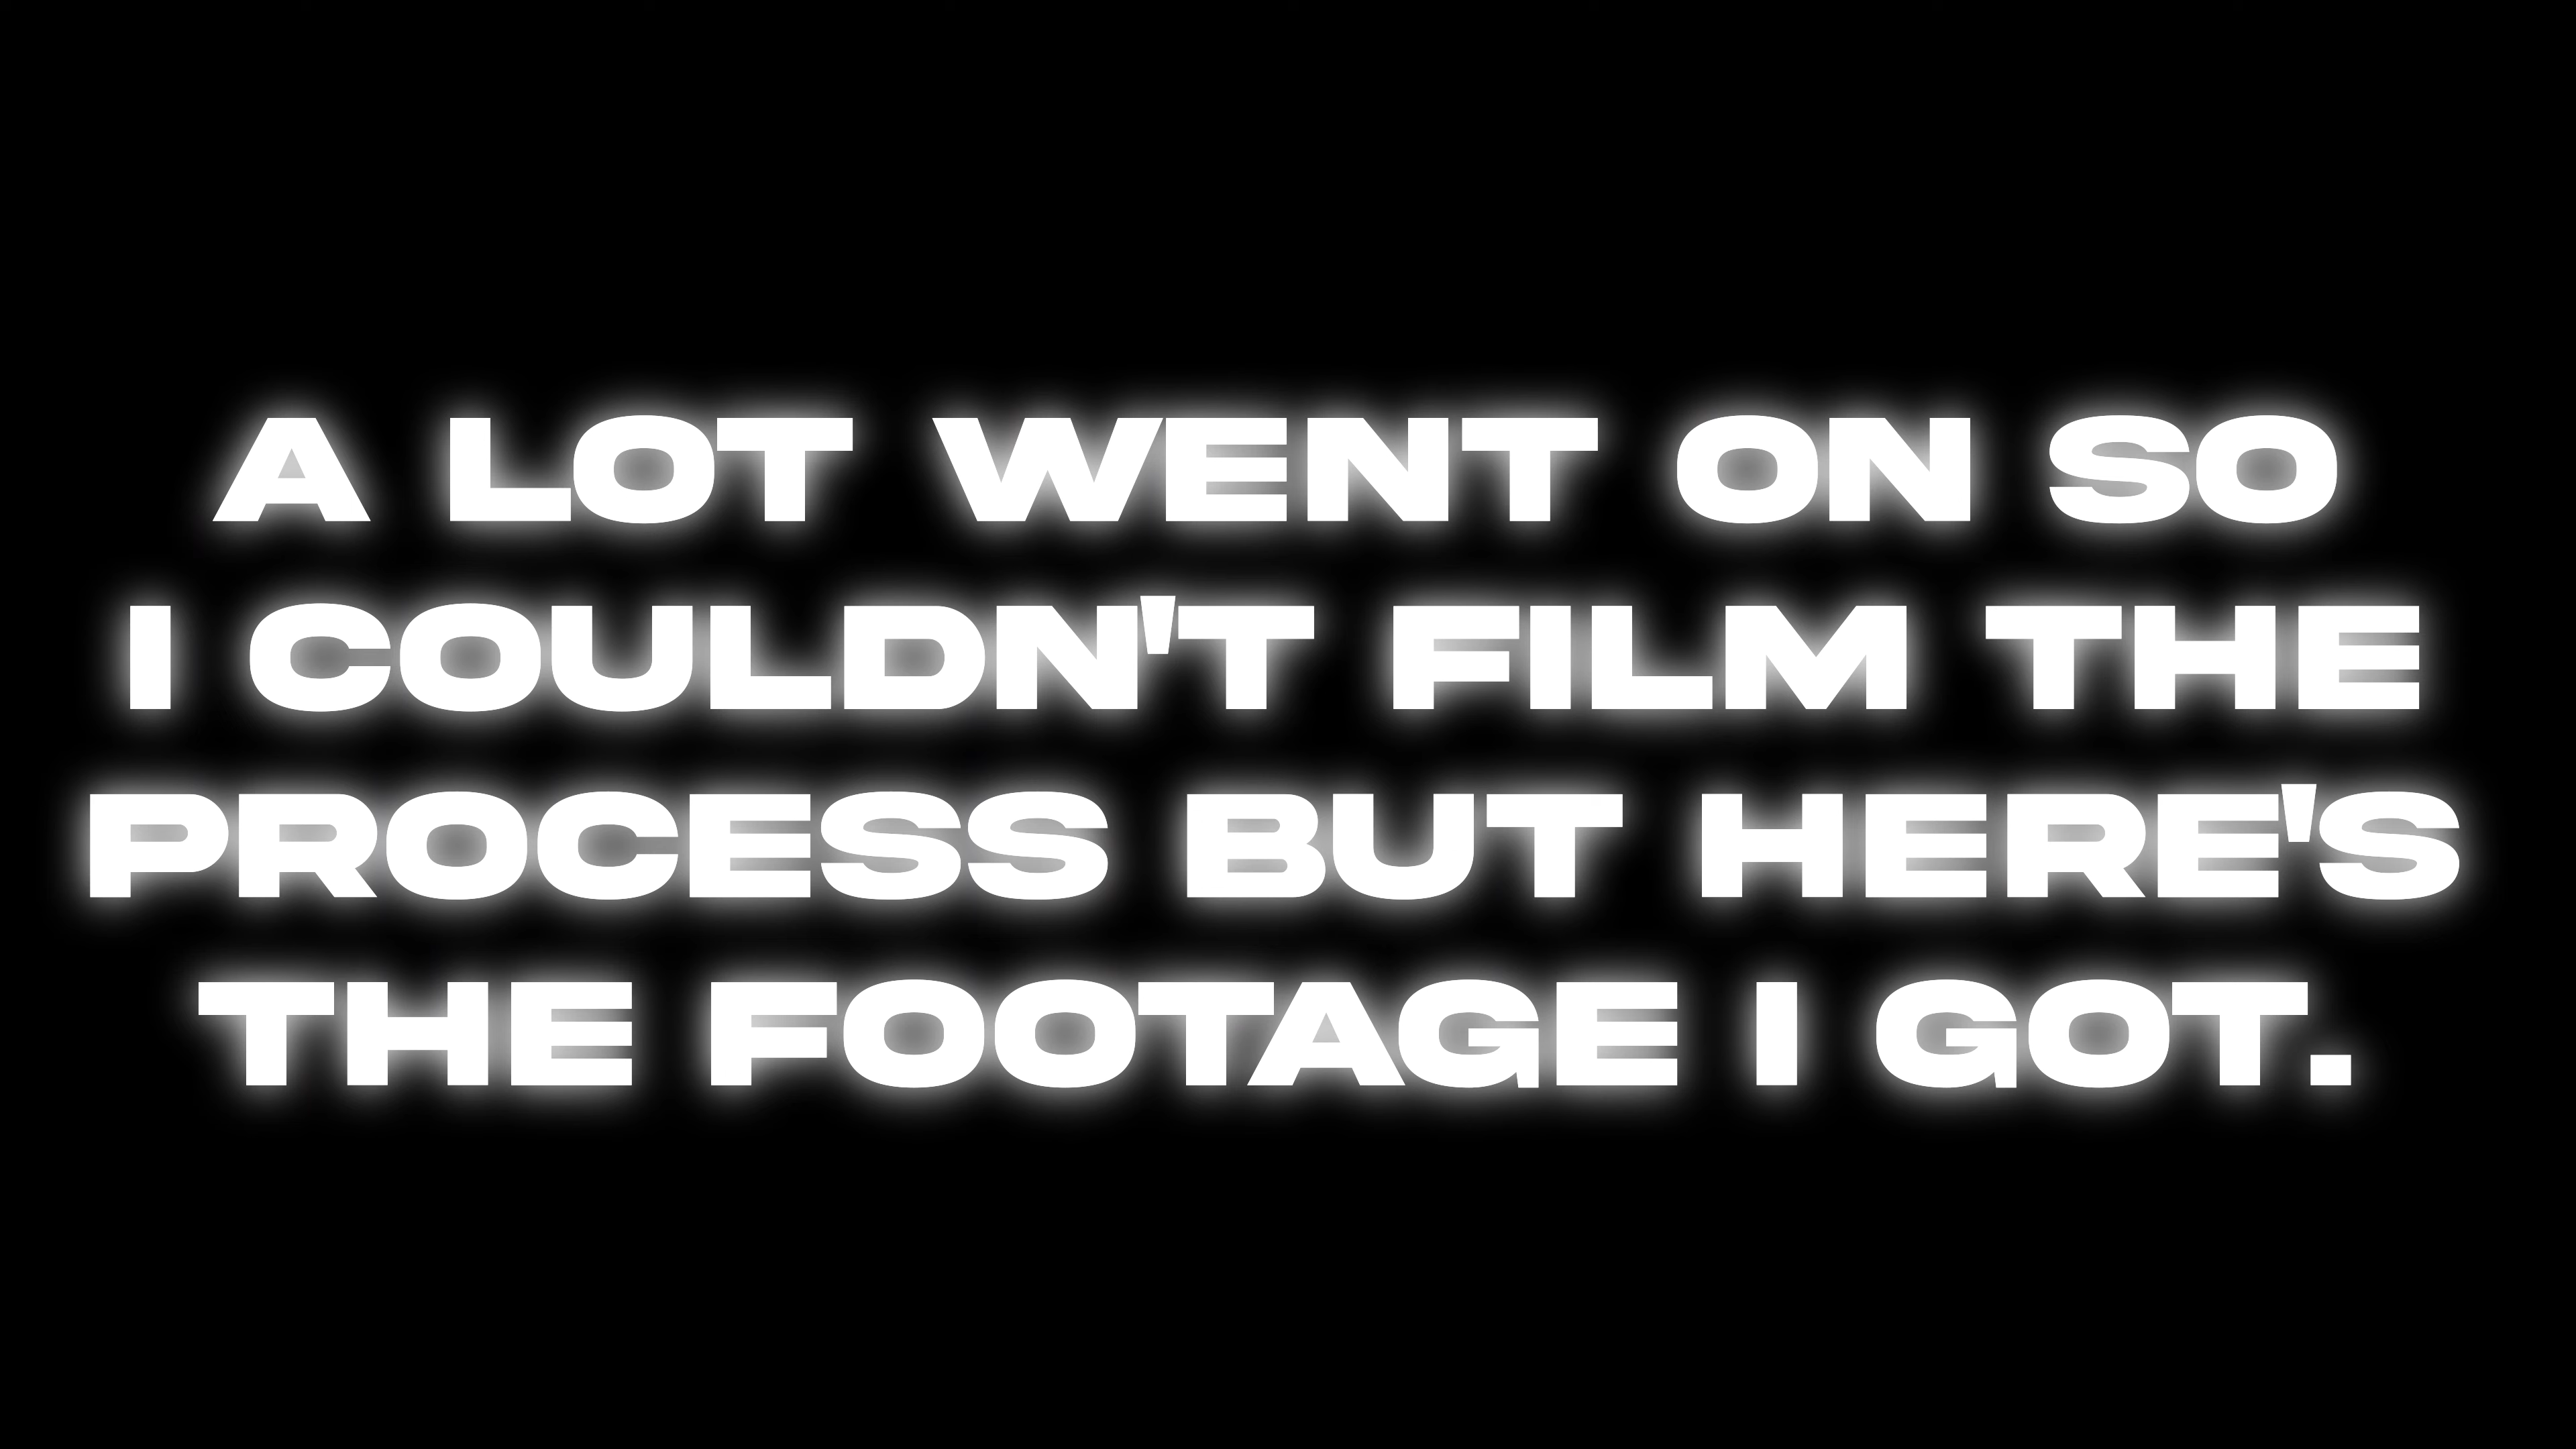 A LOT WENT ON SO
I COULDN'T FILM THE
PROCESS BUT HERE'S
THE FOOTAGE I GOT.